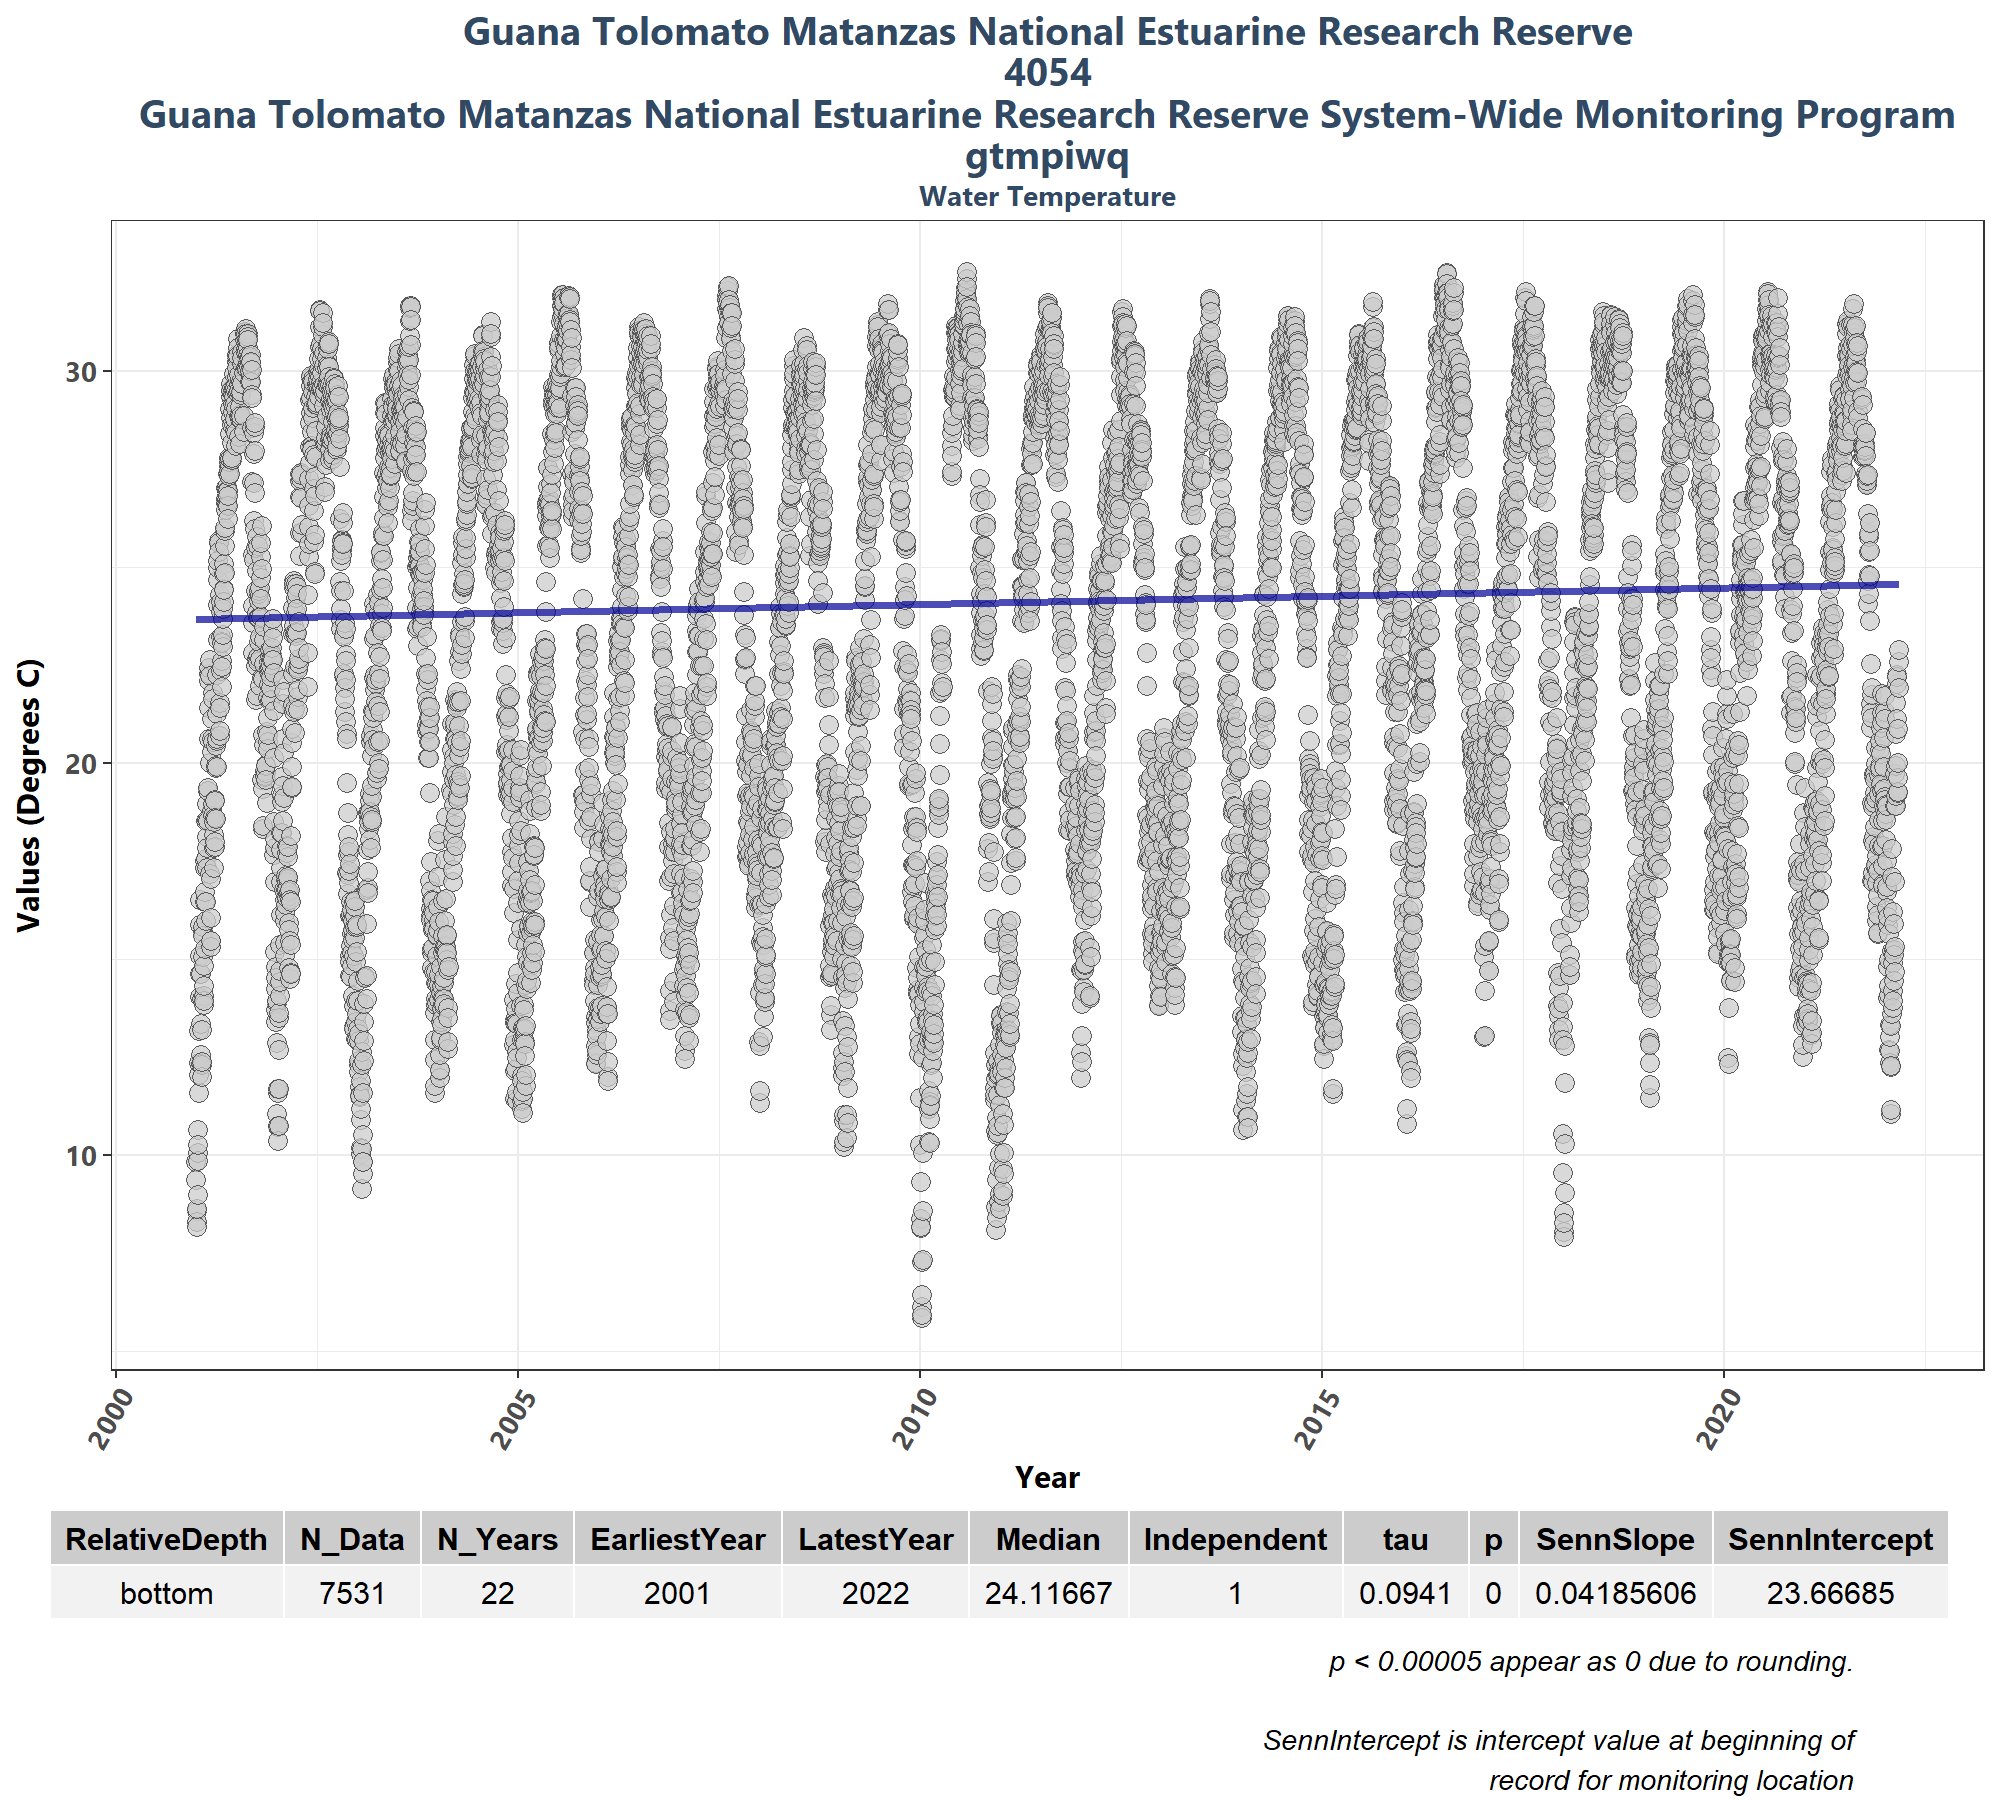 Guana Tolomato Matanzas National Estuarine Research Reserve
4054
Guana Tolomato Matanzas National Estuarine Research Reserve System-Wide Monitoring Program
gtmpiwq
Water Temperature
Values (Degrees C)
30
20
10
2000
2005
2010
2015
2020
Year
RelativeDepth N_Data N_Years EarliestYear LatestYear Median Independent tau p SennSlope SennIntercept
bottom 7531 22 2001 2022 24.11667 1 0.0941 0 0.04185606 23.66685
p < 0.00005 appear as 0 due to rounding.
SennIntercept is intercept value at beginning of
record for monitoring location